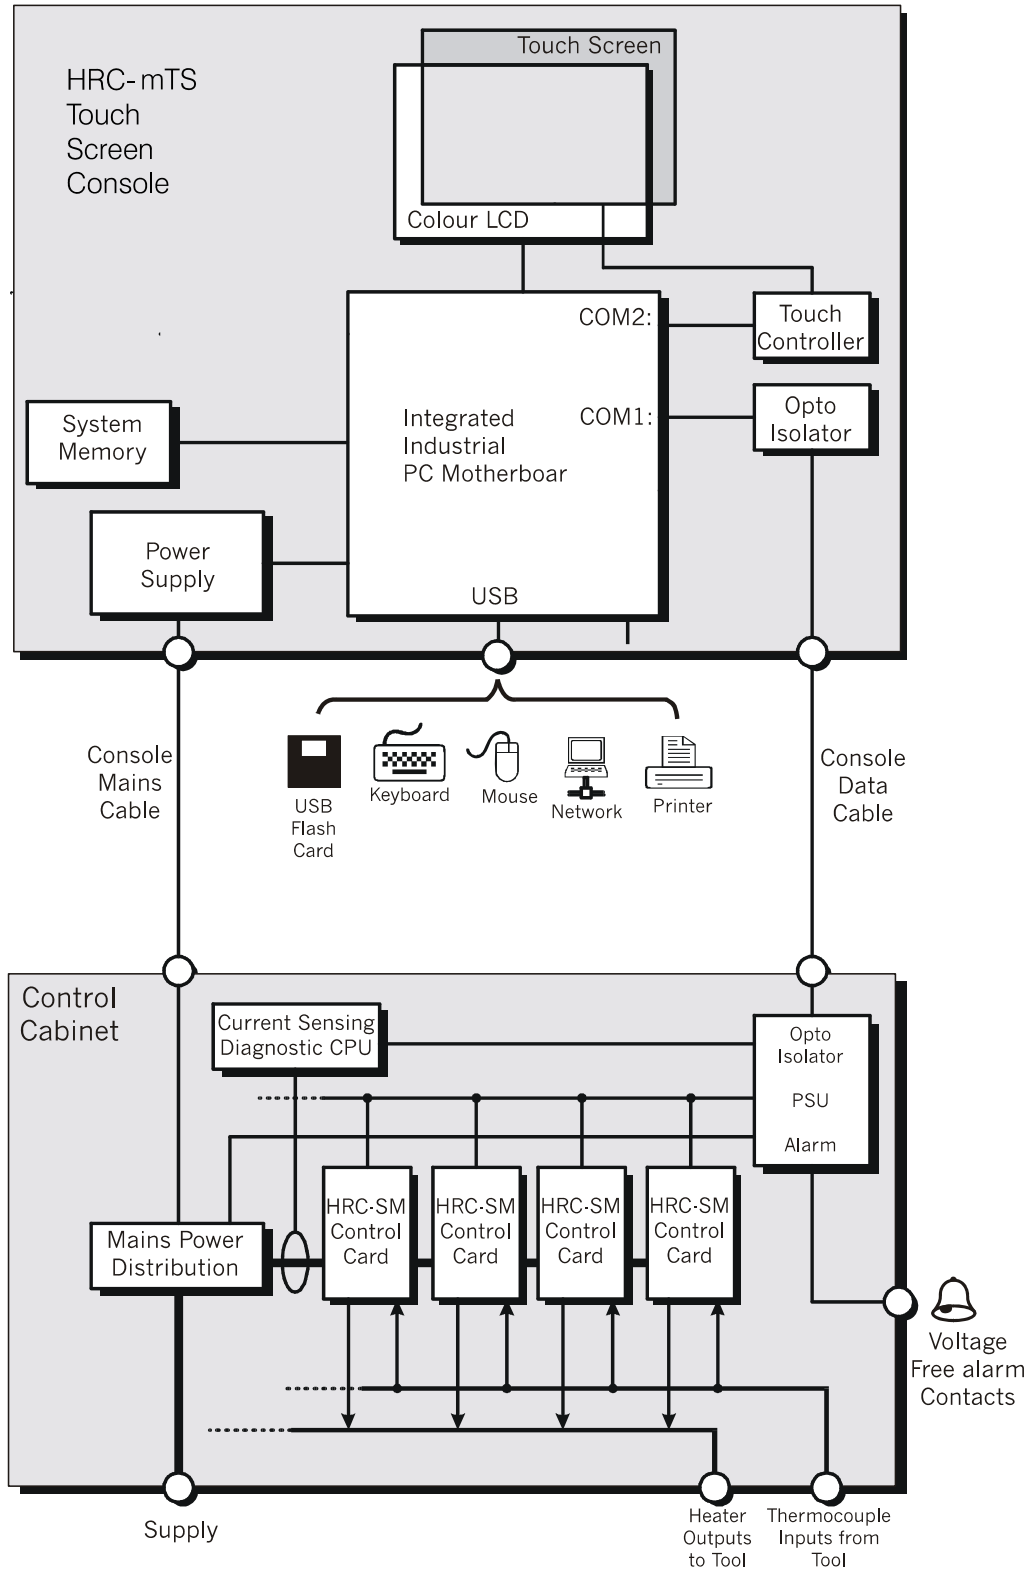 Touch Screen
HRC-mTS
Touch
Screen
Console
Colour LCD
COM2:
Touch
Controller
System
Memory
Integrated
Industrial
PC Motherboar
COM1:
Opto
Isolator
Power
Supply
USB
Console
Mains
Cable
USB
Flash
Card
Keyboard
Mouse
Network
Printer
Console
Data
Cable
Control
Cabinet
Current Sensing
Diagnostic CPU
Opto
Isolator
PSU
Alarm
Mains Power
Distribution
HRC-SM
Control
Card
HRC-SM
Control
Card
HRC-SM
Control
Card
HRC-SM
Control
Card
Voltage
Free alarm
Contacts
Supply
Heater
Outputs
to Tool
Thermocouple
Inputs from
Tool